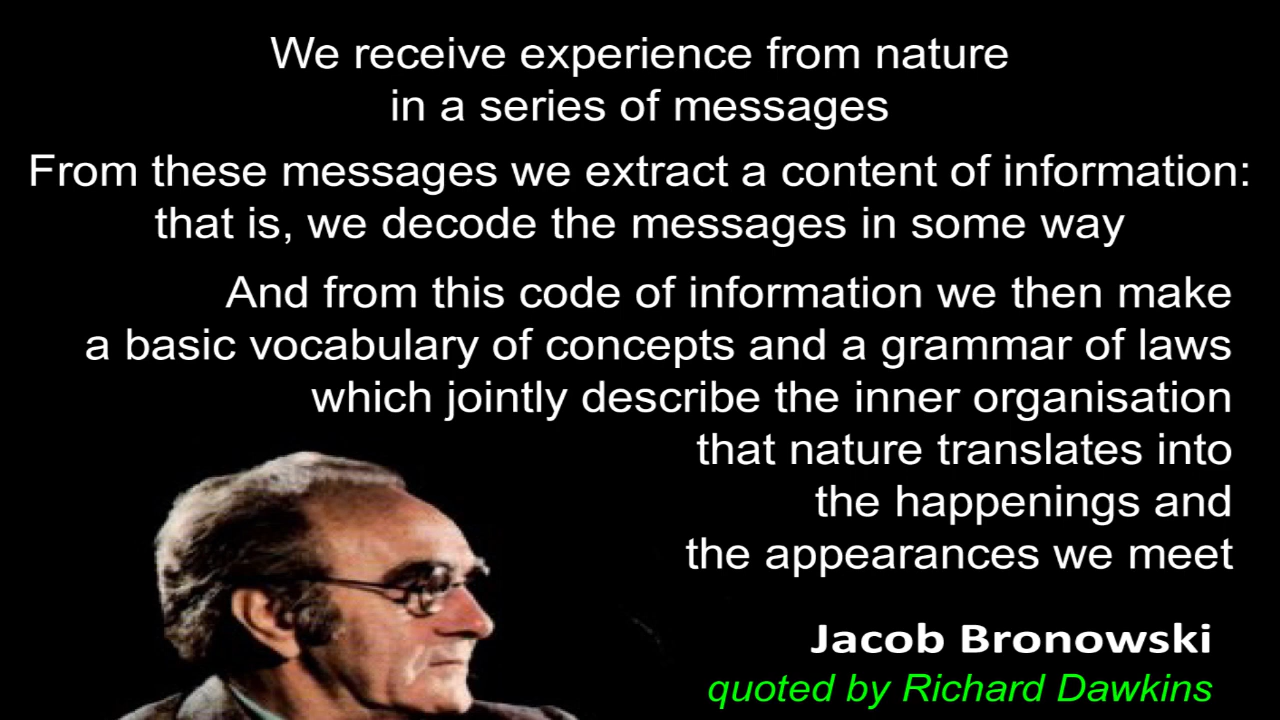 We receive experience from nature
in a series of messages
From these messages we extract a content of information:
that is, we decode the messages in some way
And from this code of information we then make
a basic vocabulary of concepts and a grammar of laws
which jointly describe the inner organisation
that nature translates into
the happenings and
the appearances we meet
Jacob Bronowski
quoted by Richard Dawkins